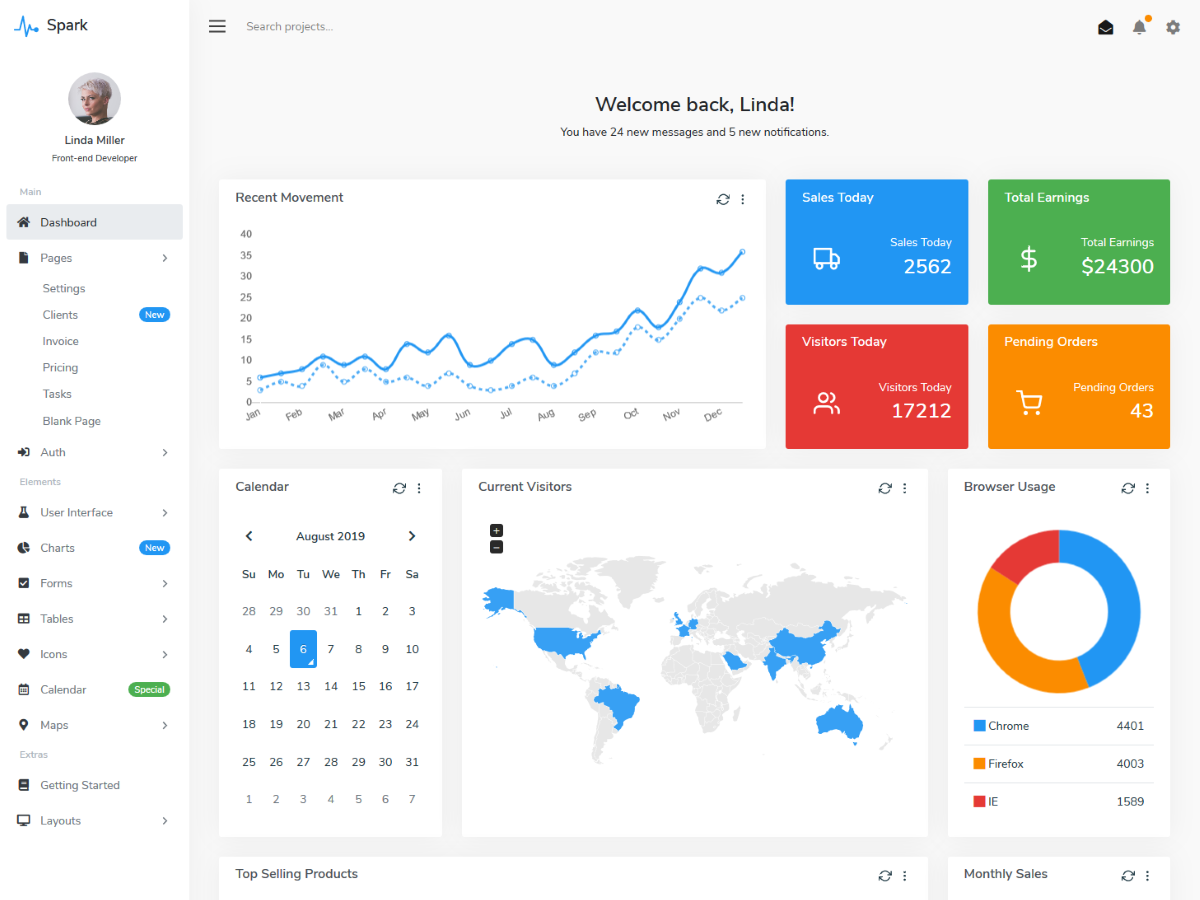 Spark
Search projects...
Linda Miller
Front-end Developer
Main
Dashboard
Pages
Settings
Clients New
Invoice
Pricing
Tasks
Blank Page
Auth
Elements
User Interface
Charts New
Forms
Tables
Icons
Calendar Special
Maps
Extras
Getting Started
Layouts
Welcome back, Linda!
You have 24 new messages and 5 new notifications.
Recent Movement
40
35
30
25
20
15
10
5
0
Jan Feb Mar Apr May Jun Jul Aug Sep Oct Nov Dec
Sales Today
Sales Today
2562
Total Earnings
Total Earnings
$24300
Visitors Today
Visitors Today
17212
Pending Orders
Pending Orders
43
Calendar
August 2019
Su Mo Tu We Th Fr Sa
28 29 30 31 1 2 3
4 5 6 7 8 9 10
11 12 13 14 15 16 17
18 19 20 21 22 23 24
25 26 27 28 29 30 31
1 2 3 4 5 6 7
Current Visitors
+
−
Browser Usage
Chrome 4401
Firefox 4003
IE 1589
Top Selling Products
Monthly Sales